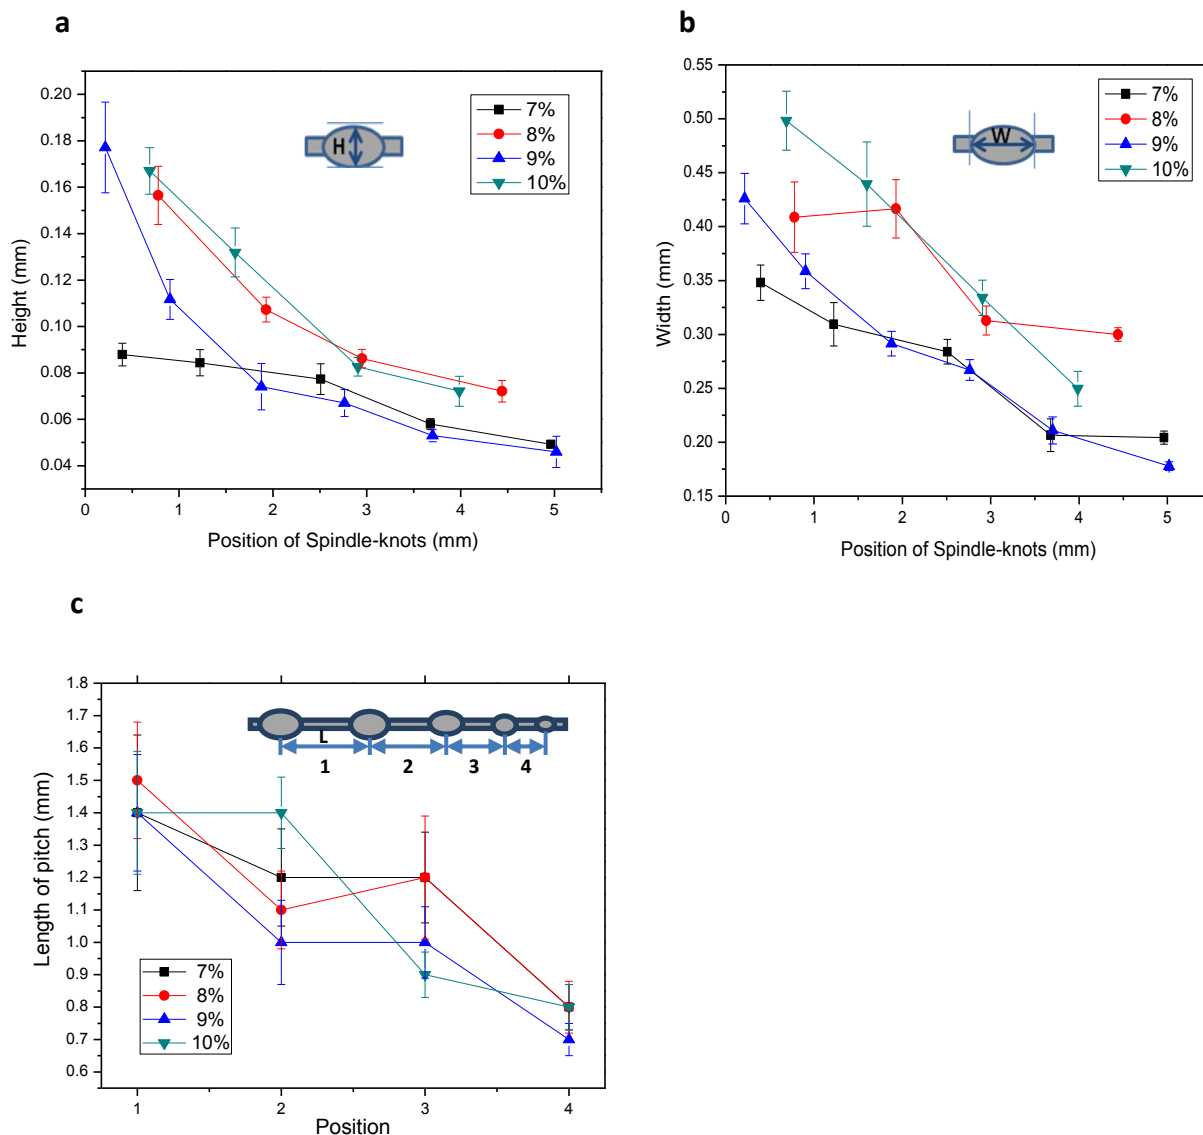 a
0.20
0.18
0.16
0.14
0.12
0.10
0.08
0.06
0.04
Height (mm)
H
7%
8%
9%
10%
0 1 2 3 4 5
Position of Spindle-knots (mm)
b
0.55
0.50
0.45
0.40
0.35
0.30
0.25
0.20
0.15
Width (mm)
W
7%
8%
9%
10%
0 1 2 3 4 5
Position of Spindle-knots (mm)
c
1.8
1.7
1.6
1.5
1.4
1.3
1.2
1.1
1.0
0.9
0.8
0.7
0.6
Length of pitch (mm)
L
1 2 3 4
7%
8%
9%
10%
1 2 3 4
Position